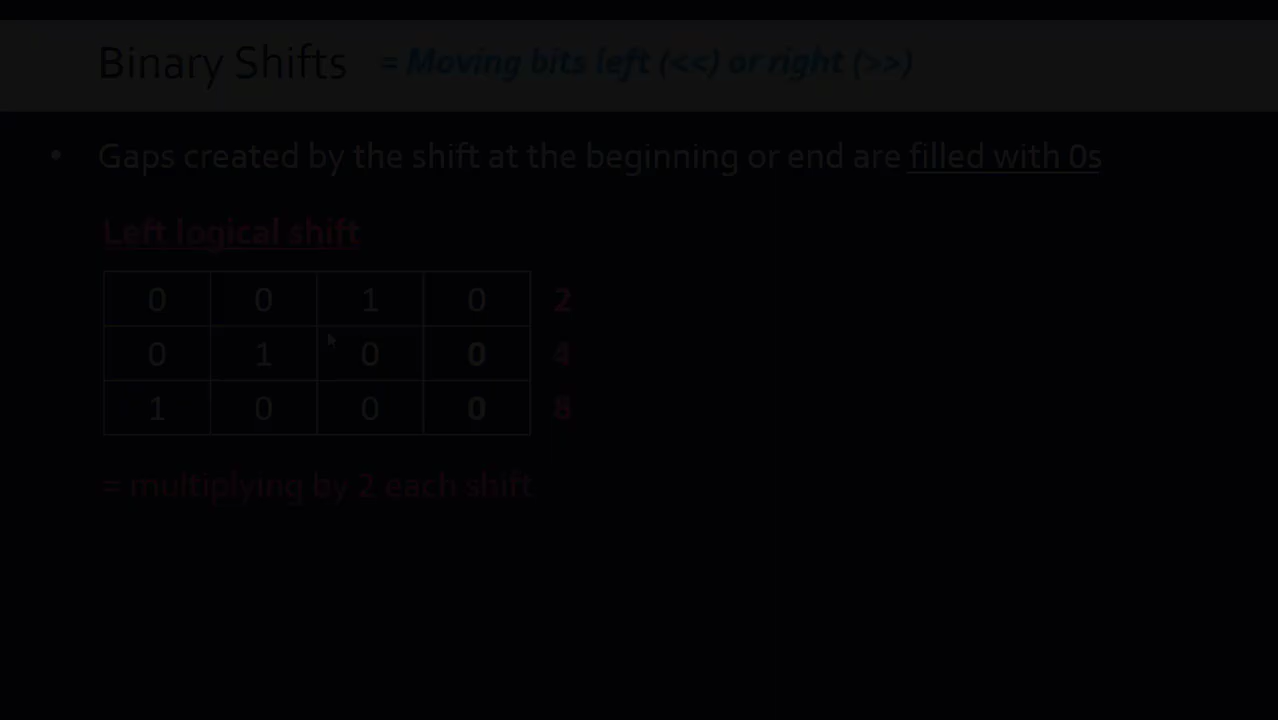 Binary Shifts = Moving bits left (<<) or right (>>)
• Gaps created by the shift at the beginning or end are filled with 0s
Left logical shift
0 0 1 0 2
0 1 0 0 4
1 0 0 0 8
= multiplying by 2 each shift